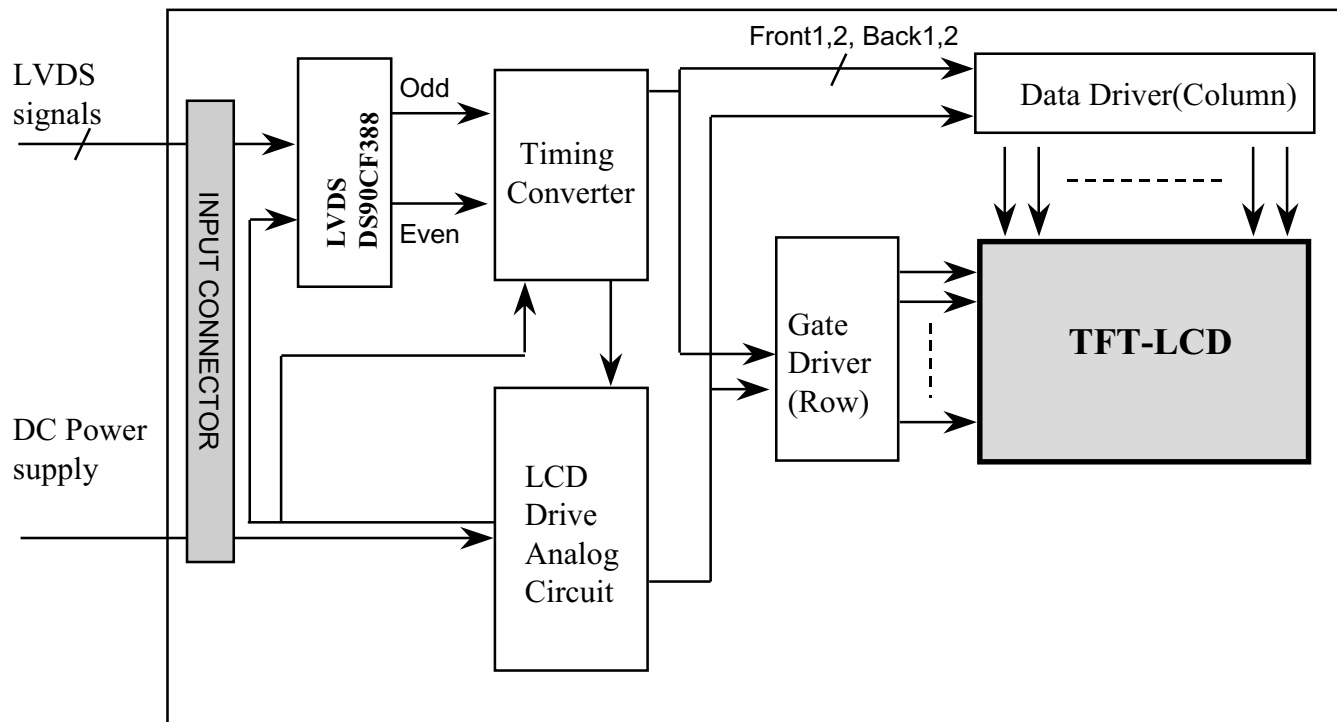 Front1,2, Back1,2
LVDS
signals
Odd
Data Driver(Column)
INPUT CONNECTOR
LVDS
DS90CF388
Timing
Converter
Even
Gate
Driver
(Row)
TFT-LCD
DC Power
supply
LCD
Drive
Analog
Circuit